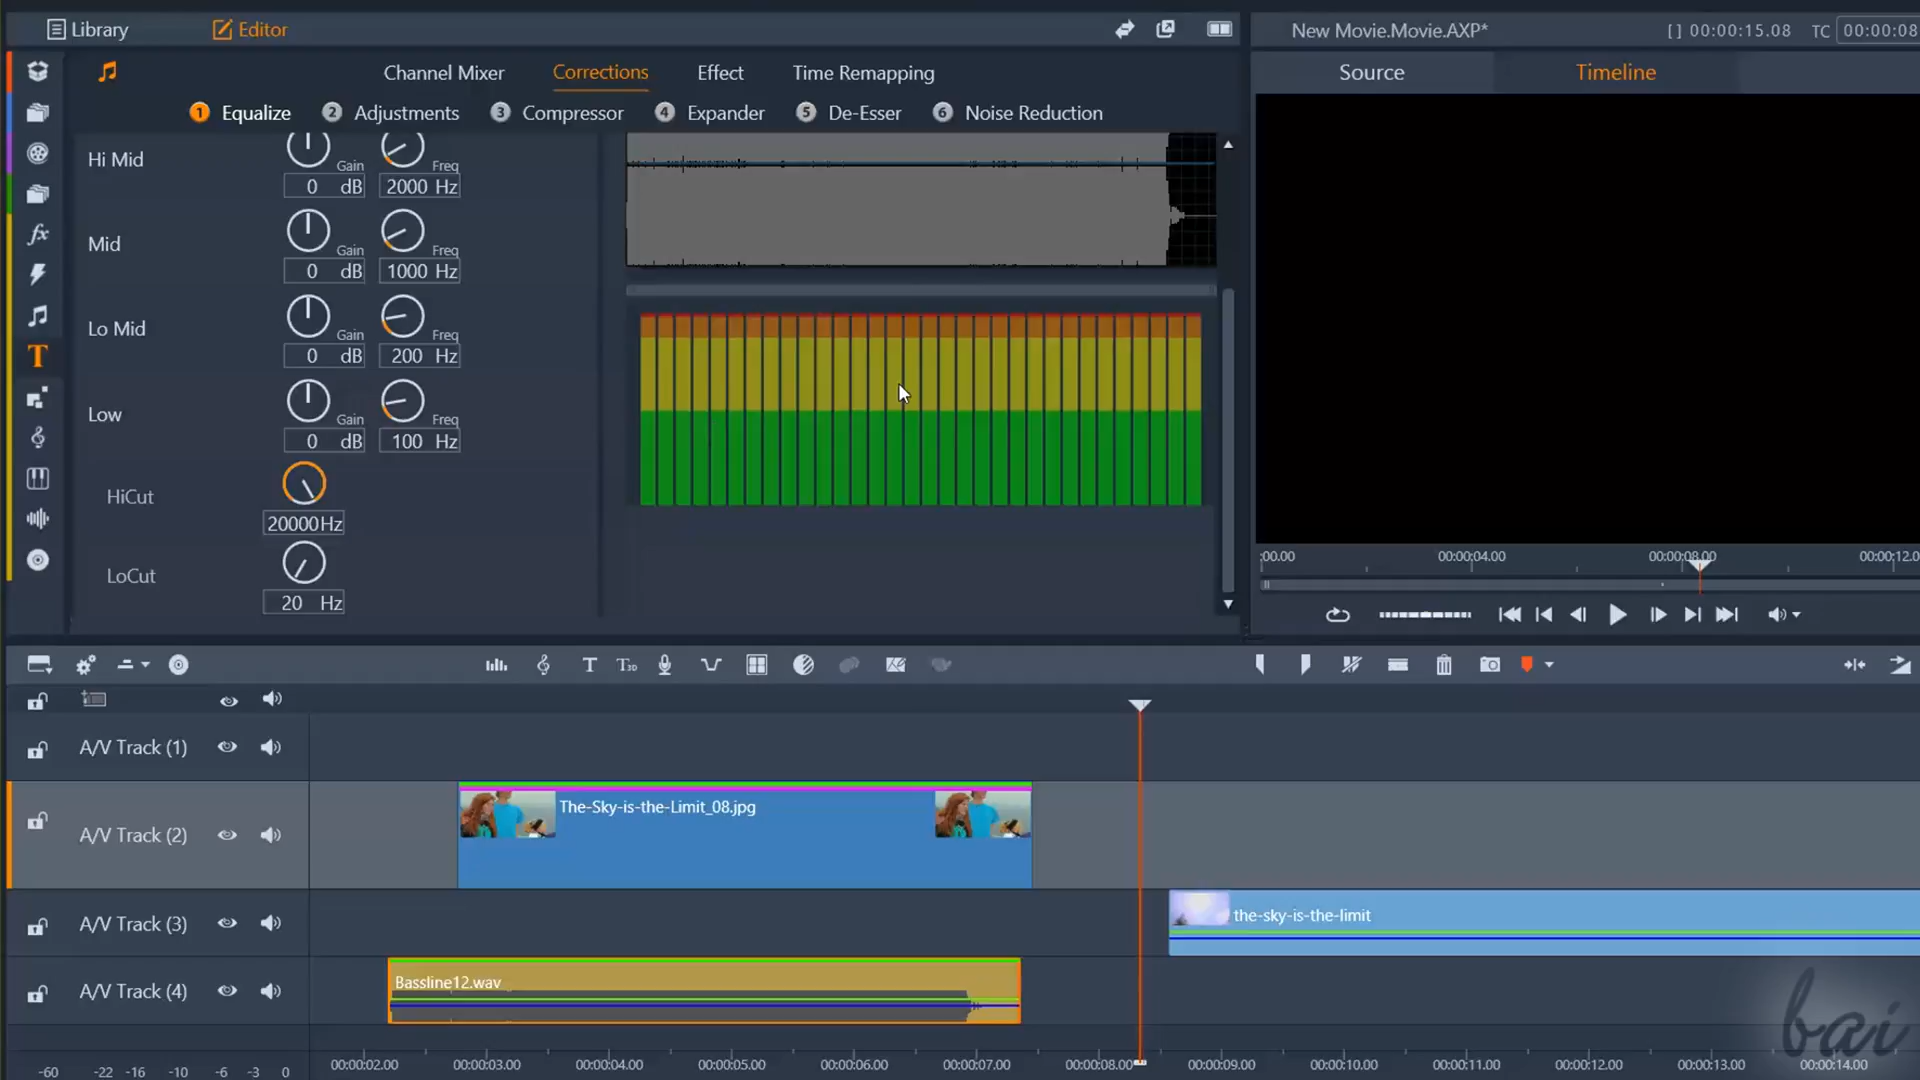 Library Editor New Movie.Movie.AXP* [ ] 00:00:15.08 TC 00:00:08
Channel Mixer Corrections Effect Time Remapping Source Timeline
1 Equalize 2 Adjustments 3 Compressor 4 Expander 5 De-Esser 6 Noise Reduction
Hi Mid Gain Freq
0 dB 2000 Hz
Mid Gain Freq
0 dB 1000 Hz
Lo Mid Gain Freq
0 dB 200 Hz
Low Gain Freq
0 dB 100 Hz
HiCut
20000Hz
LoCut
20 Hz
:00.00 00:00:04.00 00:00:08.00 00:00:12.0
T T3D
A/V Track (1)
The-Sky-is-the-Limit_08.jpg
A/V Track (2)
the-sky-is-the-limit
A/V Track (3)
Bassline12.wav
A/V Track (4)
bai
-60 -22 -16 -10 -6 -3 0 00:00:02.00 00:00:03.00 00:00:04.00 00:00:05.00 00:00:06.00 00:00:07.00 00:00:08.00 00:00:09.00 00:00:10.00 00:00:11.00 00:00:12.00 00:00:13.00 00:00:14.00